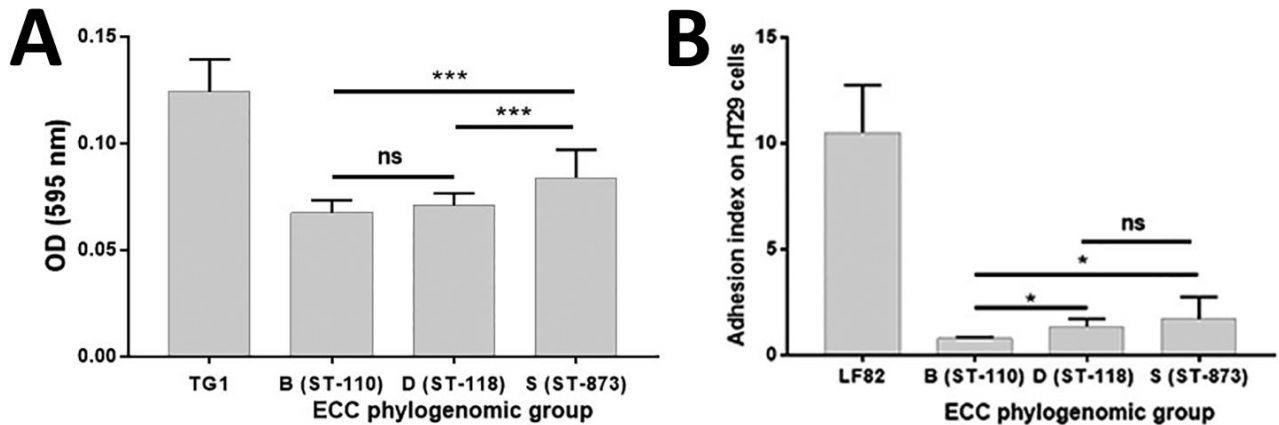 A
OD (595 nm)
0.15
0.10
0.05
0.00
***
***
ns
TG1
B (ST-110)
D (ST-118)
S (ST-873)
ECC phylogenomic group
B
Adhesion index on HT29 cells
15
10
5
0
ns
*
*
LF82
B (ST-110)
D (ST-118)
S (ST-873)
ECC phylogenomic group